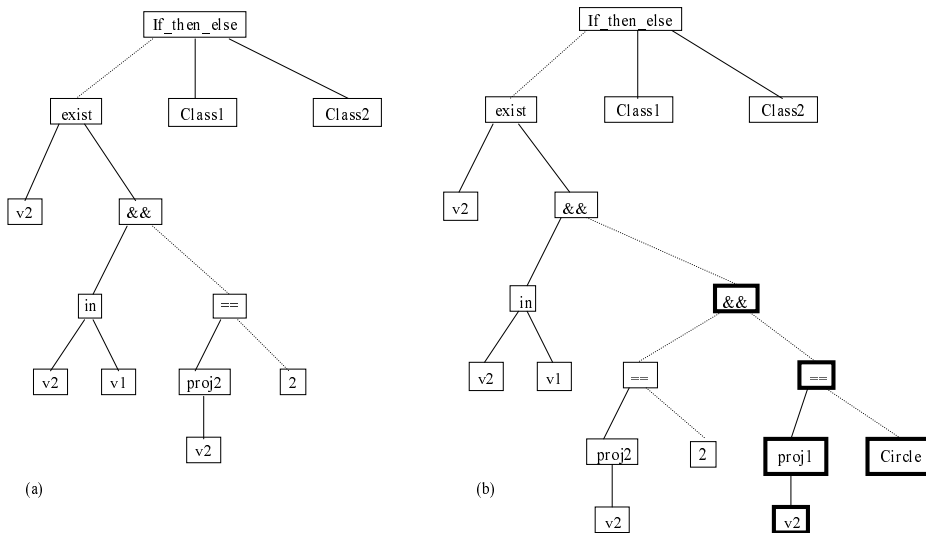 If_then_else
exist
Class1
Class2
v2
&&
in
==
v2
v1
proj2
2
v2
(a)
If_then_else
exist
Class1
Class2
v2
&&
in
&&
v2
v1
==
==
proj2
2
proj1
Circle
v2
v2
(b)